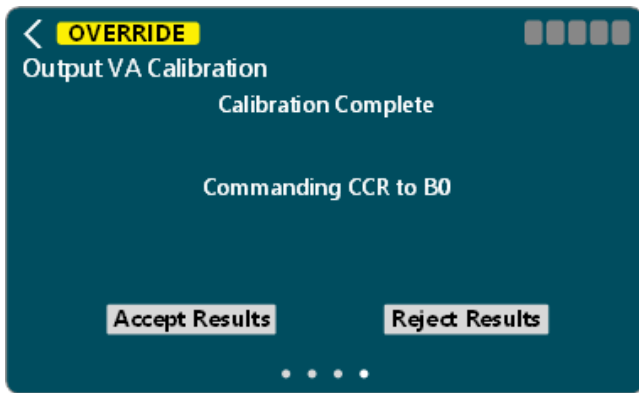 OVERRIDE
Output VA Calibration
Calibration Complete
Commanding CCR to B0
Accept Results
Reject Results